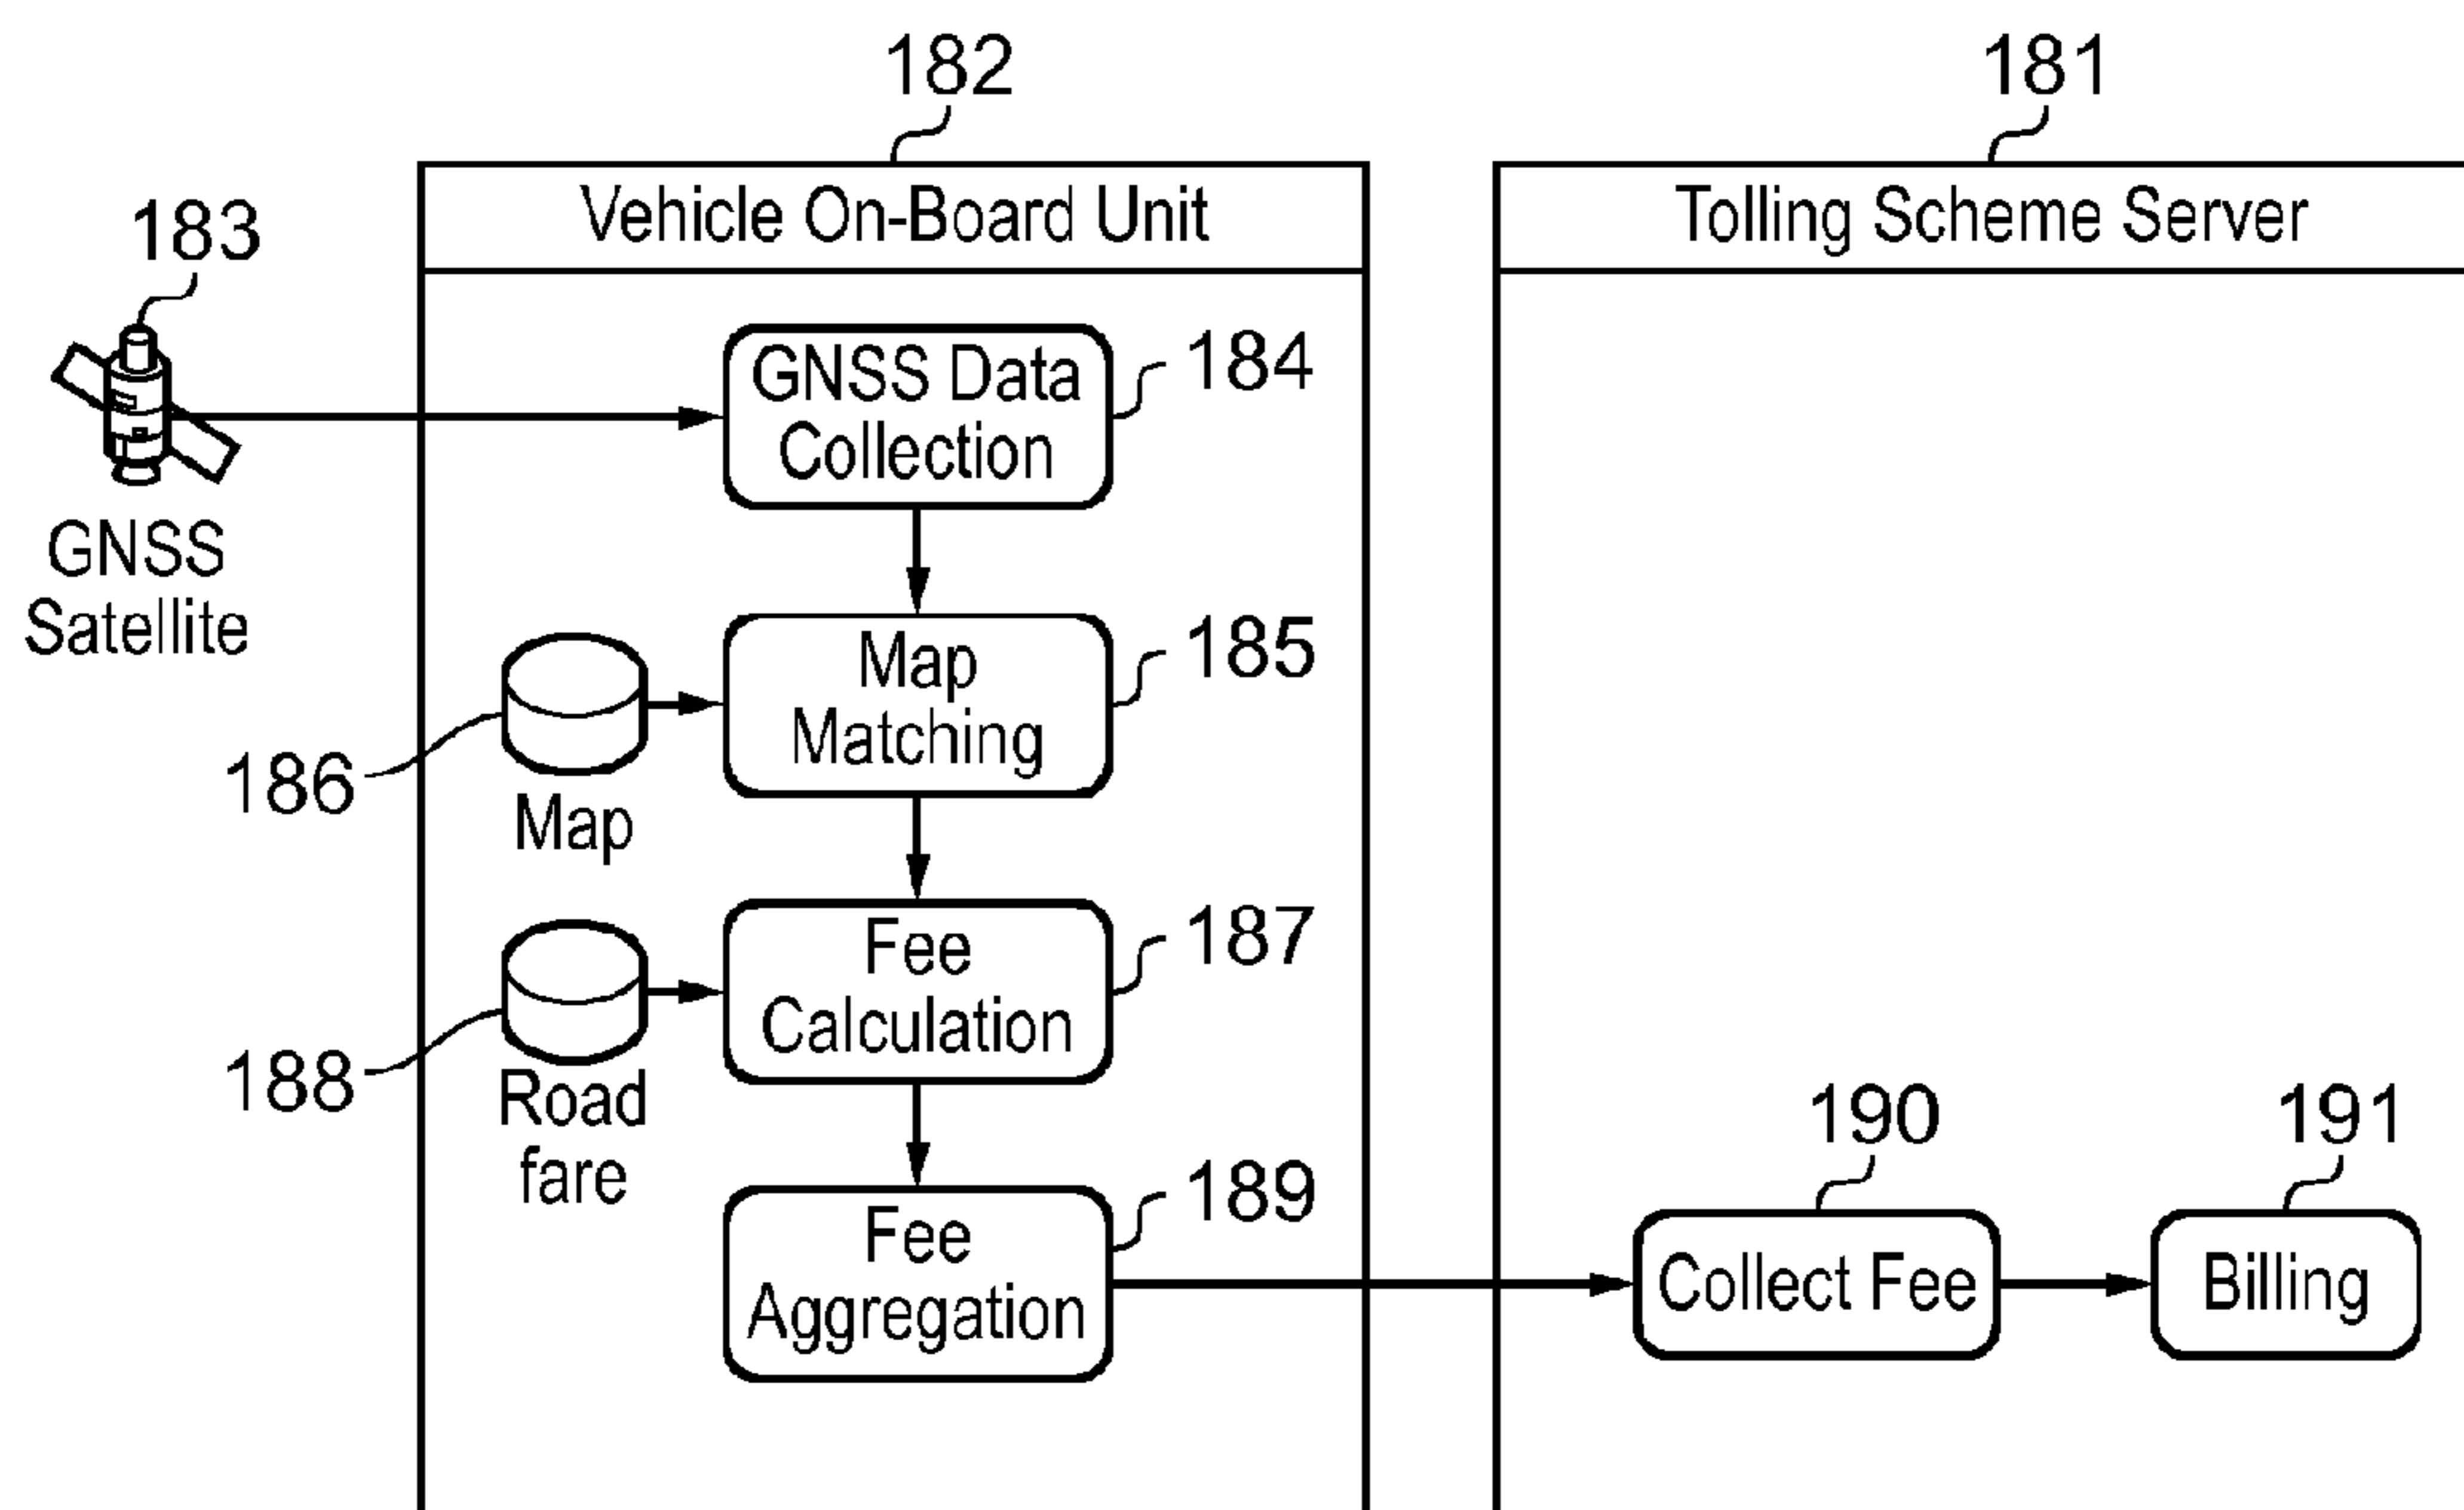 182
181
Vehicle On-Board Unit
Tolling Scheme Server
183
GNSS
Satellite
GNSS Data
Collection
184
Map
Matching
185
186
Map
Fee
Calculation
187
188
Road
fare
Fee
Aggregation
189
190
Collect Fee
191
Billing